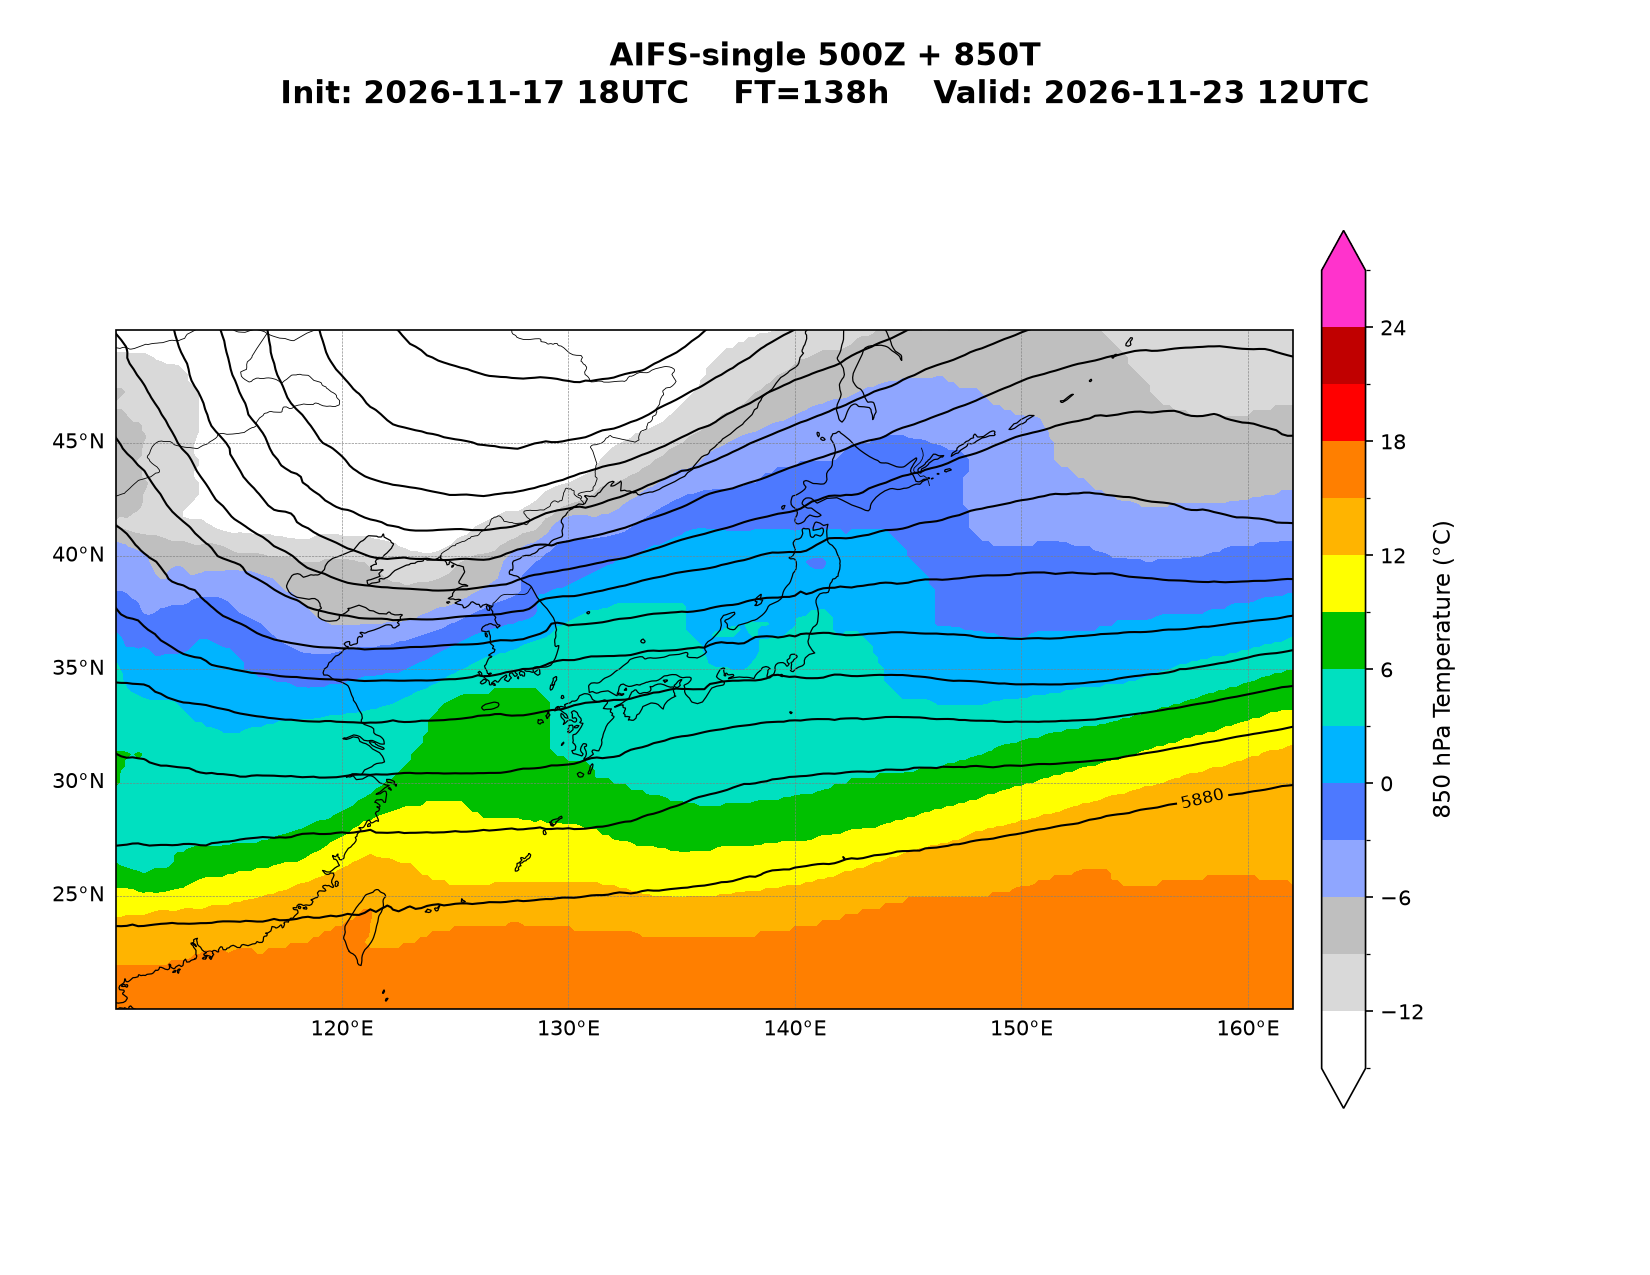 AIFS-single 500Z + 850T
Init: 2026-11-17 18UTC    FT=138h    Valid: 2026-11-23 12UTC
24
18
12
6
0
−6
−12
850 hPa Temperature (°C)
45°N
40°N
35°N
30°N
25°N
5880
120°E
130°E
140°E
150°E
160°E